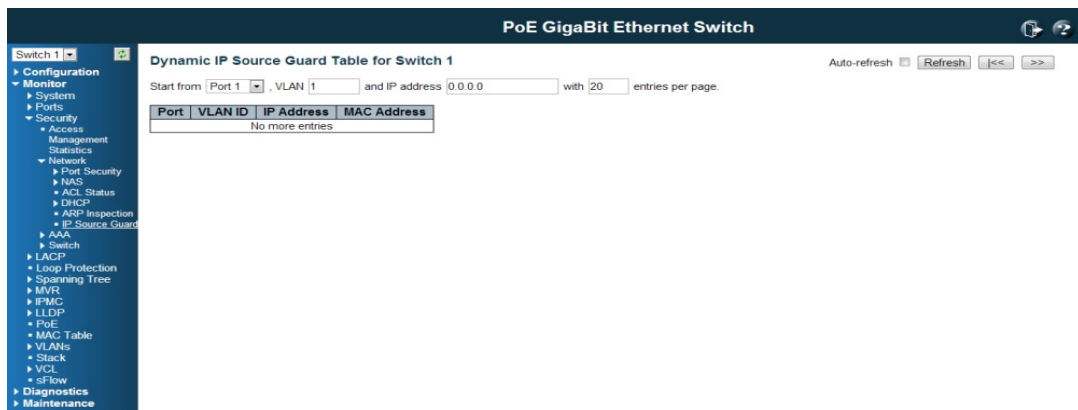 PoE GigaBit Ethernet Switch
Switch 1
Configuration
Monitor
System
Ports
Security
Access
Management
Statistics
Network
Port Security
NAS
ACL Status
DHCP
ARP Inspection
IP Source Guard
AAA
Switch
LACP
Loop Protection
Spanning Tree
MVR
IPMC
LLDP
PoE
MAC Table
VLANs
Stack
VCL
sFlow
Diagnostics
Maintenance
Dynamic IP Source Guard Table for Switch 1
Auto-refresh Refresh |<< >>
Start from Port 1 , VLAN 1 and IP address 0.0.0.0 with 20 entries per page.
Port VLAN ID IP Address MAC Address
No more entries